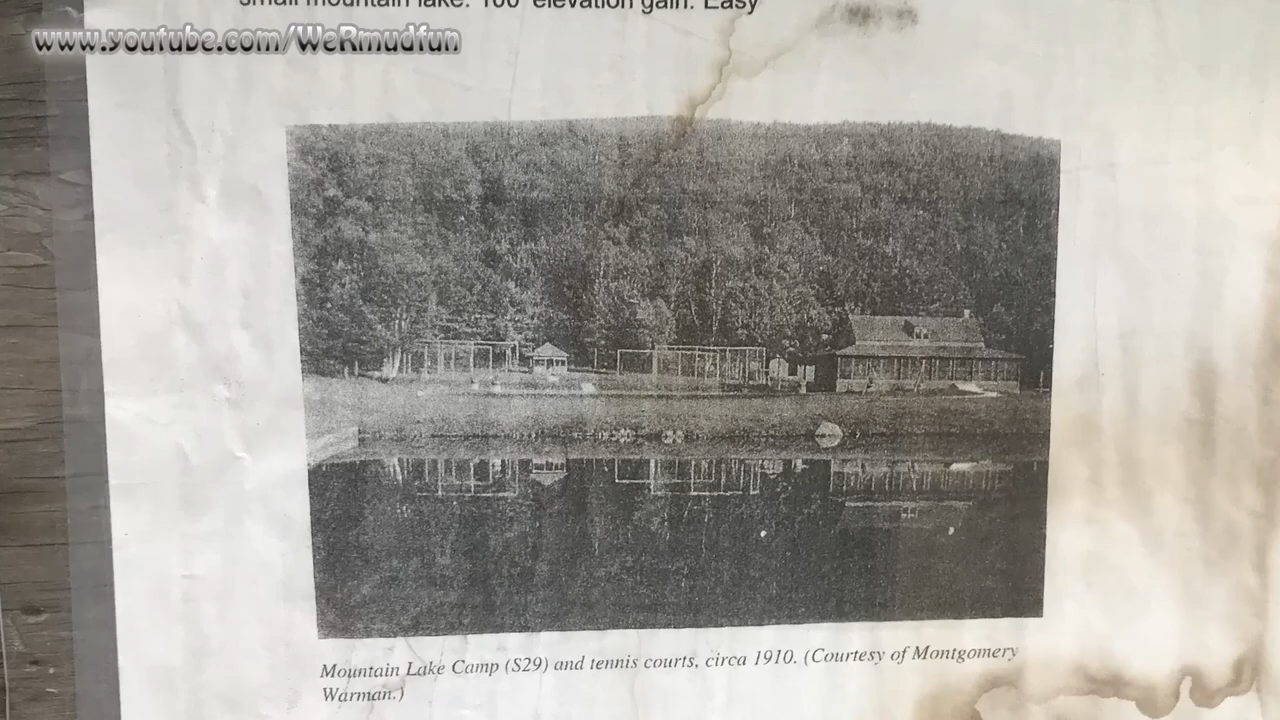 small mountain lake. 100' elevation gain. Easy
www.youtube.com/WeRmudfun
Mountain Lake Camp (S29) and tennis courts, circa 1910. (Courtesy of Montgomery
Warman.)